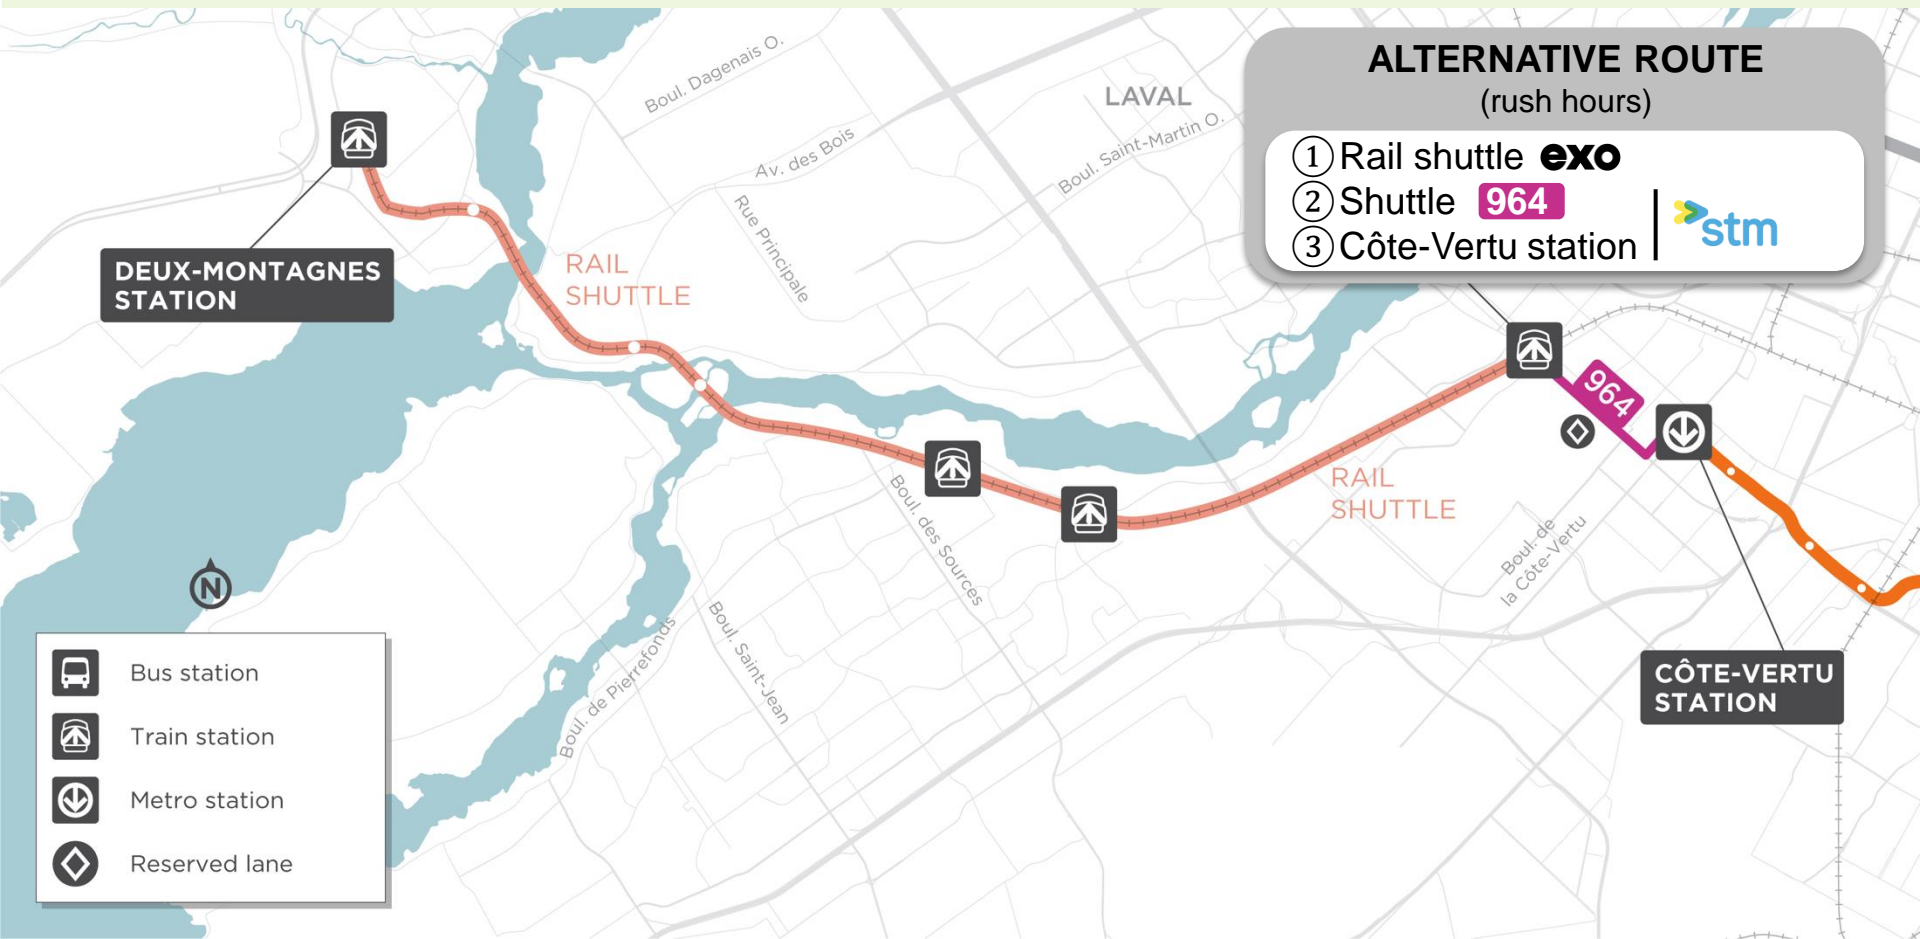 ALTERNATIVE ROUTE
(rush hours)
① Rail shuttle exo
② Shuttle 964
③ Côte-Vertu station
stm
LAVAL
Boul. Dagenais O.
Av. des Bois
Boul. Saint-Martin O.
Rue Principale
DEUX-MONTAGNES
STATION
RAIL
SHUTTLE
964
RAIL
SHUTTLE
Boul. des Sources
Boul. de
la Côte-Vertu
Boul. Saint-Jean
Boul. de Pierrefonds
CÔTE-VERTU
STATION
N
Bus station
Train station
Metro station
Reserved lane